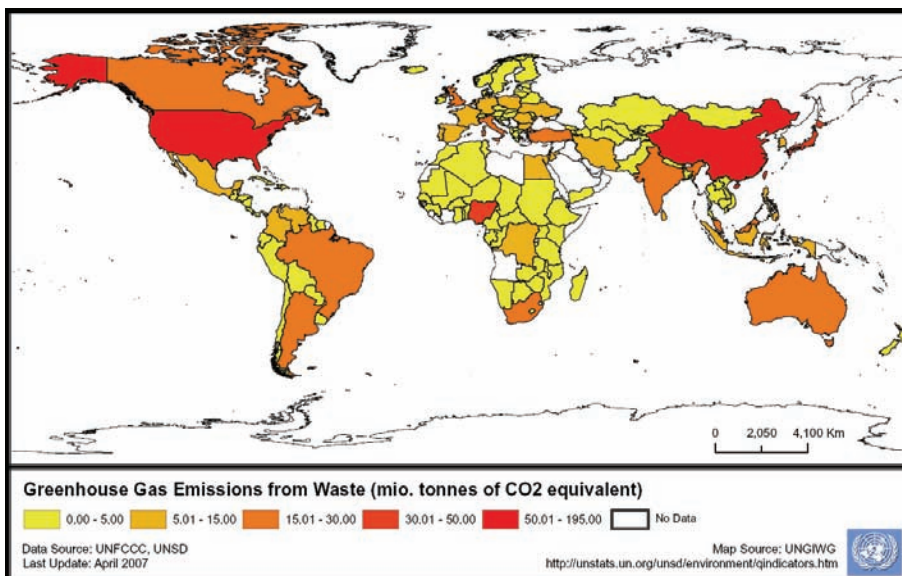 0 2,050 4,100 Km
Greenhouse Gas Emissions from Waste (mio. tonnes of CO2 equivalent)
0.00 - 5.00 5.01 - 15.00 15.01 - 30.00 30.01 - 50.00 50.01 - 195.00 No Data
Data Source: UNFCCC, UNSD Map Source: UNGIWG
Last Update: April 2007 http://unstats.un.org/unsd/environment/qindicators.htm